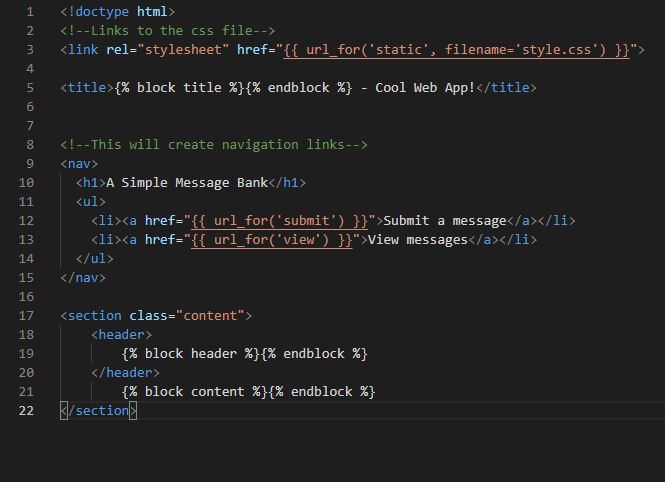 1 <!doctype html>
2 <!--Links to the css file-->
3 <link rel="stylesheet" href="{{ url_for('static', filename='style.css') }}">
4
5 <title>{% block title %}{% endblock %} - Cool Web App!</title>
6
7
8 <!--This will create navigation links-->
9 <nav>
10   <h1>A Simple Message Bank</h1>
11   <ul>
12     <li><a href="{{ url_for('submit') }}">Submit a message</a></li>
13     <li><a href="{{ url_for('view') }}">View messages</a></li>
14   </ul>
15 </nav>
16
17 <section class="content">
18     <header>
19         {% block header %}{% endblock %}
20     </header>
21         {% block content %}{% endblock %}
22 </section>